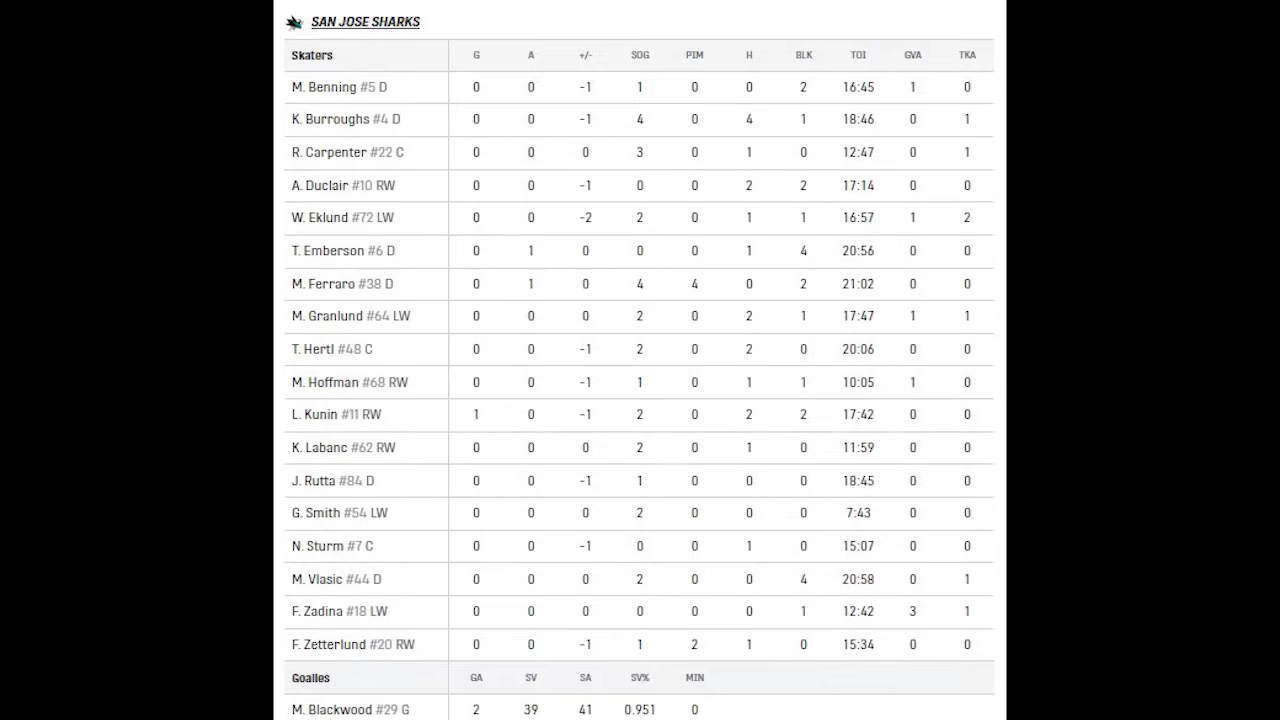 SAN JOSE SHARKS
Skaters G A +/- SOG PIM H BLK TOI GVA TKA
M. Benning #5 D 0 0 -1 1 0 0 2 16:45 1 0
K. Burroughs #4 D 0 0 -1 4 0 4 1 18:46 0 1
R. Carpenter #22 C 0 0 0 3 0 1 0 12:47 0 1
A. Duclair #10 RW 0 0 -1 0 0 2 2 17:14 0 0
W. Eklund #72 LW 0 0 -2 2 0 1 1 16:57 1 2
T. Emberson #6 D 0 1 0 0 0 1 4 20:56 0 0
M. Ferraro #38 D 0 1 0 4 4 0 2 21:02 0 0
M. Granlund #64 LW 0 0 0 2 0 2 1 17:47 1 1
T. Hertl #48 C 0 0 -1 2 0 2 0 20:06 0 0
M. Hoffman #68 RW 0 0 -1 1 0 1 1 10:05 1 0
L. Kunin #11 RW 1 0 -1 2 0 2 2 17:42 0 0
K. Labanc #62 RW 0 0 0 2 0 1 0 11:59 0 0
J. Rutta #84 D 0 0 -1 1 0 0 0 18:45 0 0
G. Smith #54 LW 0 0 0 2 0 0 0 7:43 0 0
N. Sturm #7 C 0 0 -1 0 0 1 0 15:07 0 0
M. Vlasic #44 D 0 0 0 2 0 0 4 20:58 0 1
F. Zadina #18 LW 0 0 0 0 0 0 1 12:42 3 1
F. Zetterlund #20 RW 0 0 -1 1 2 1 0 15:34 0 0
Goalies GA SV SA SV% MIN
M. Blackwood #29 G 2 39 41 0.951 0